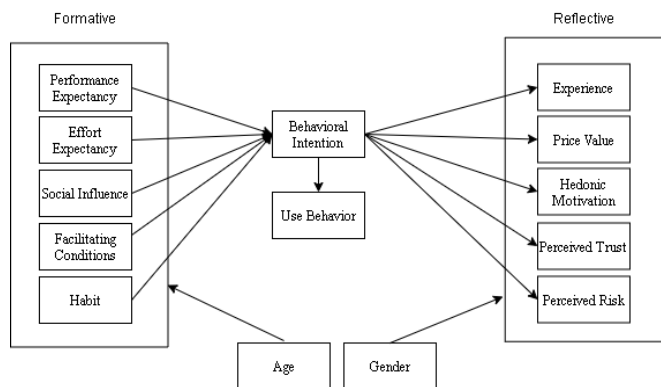 Formative
Reflective
Performance
Expectancy
Effort
Expectancy
Social Influence
Facilitating
Conditions
Habit
Behavioral
Intention
Use Behavior
Experience
Price Value
Hedonic
Motivation
Perceived Trust
Perceived Risk
Age
Gender